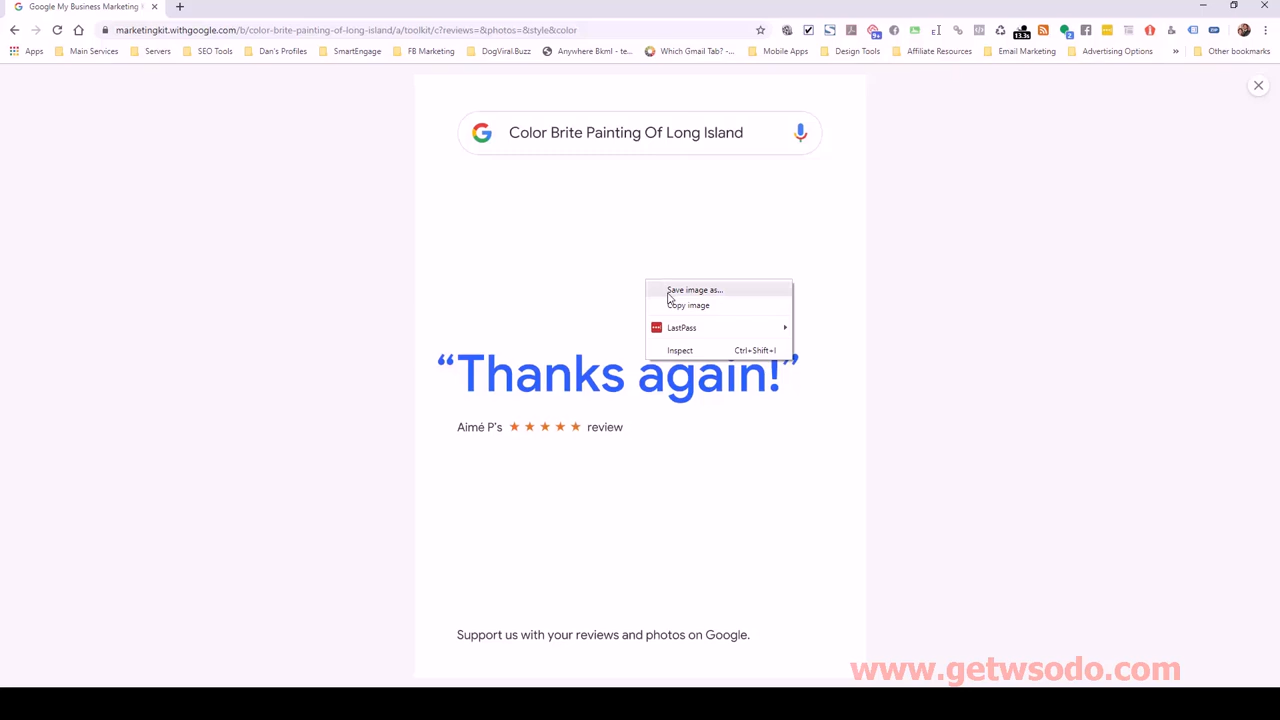 Google My Business Marketing
marketingkit.withgoogle.com/b/color-brite-painting-of-long-island/a/toolkit/c?reviews=&photos=&style&color
Apps Main Services Servers SEO Tools Dan's Profiles SmartEngage FB Marketing DogViral.Buzz Anywhere Bkml - te... Which Gmail Tab? -... Mobile Apps Design Tools Affiliate Resources Email Marketing Advertising Options » Other bookmarks
9+
13.3s
2
Color Brite Painting Of Long Island
Save image as...
Copy image
LastPass
Inspect Ctrl+Shift+I
“Thanks again!”
Aimé P's ★ ★ ★ ★ ★ review
Support us with your reviews and photos on Google.
www.getwsodo.com